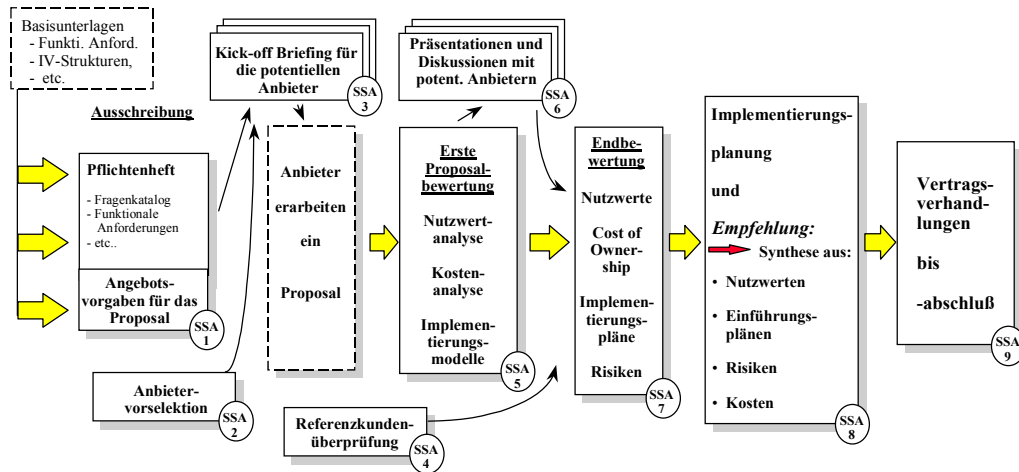 Basisunterlagen
- Funkti. Anford.
- IV-Strukturen,
- etc.
Ausschreibung
Pflichtenheft
- Fragenkatalog
- Funktionale
Anforderungen
- etc..
Angebots-
vorgaben für das
Proposal
SSA
1
Anbieter-
vorselektion
SSA
2
Kick-off Briefing für
die potentiellen
Anbieter
SSA
3
Anbieter
erarbeiten
ein
Proposal
Referenzkunden-
überprüfung
SSA
4
Erste
Proposal-
bewertung
Nutzwert-
analyse
Kosten-
analyse
Implemen-
tierungs-
modelle
SSA
5
Präsentationen und
Diskussionen mit
potent. Anbietern
SSA
6
Endbe-
wertung
Nutzwerte
Cost of
Owner-
ship
Implemen-
tierungs-
pläne
Risiken
SSA
7
Implementierungs-
planung
und
Empfehlung:
Synthese aus:
• Nutzwerten
• Einführungs-
plänen
• Risiken
• Kosten
SSA
8
Vertrags-
verhand-
lungen
bis
-abschluß
SSA
9